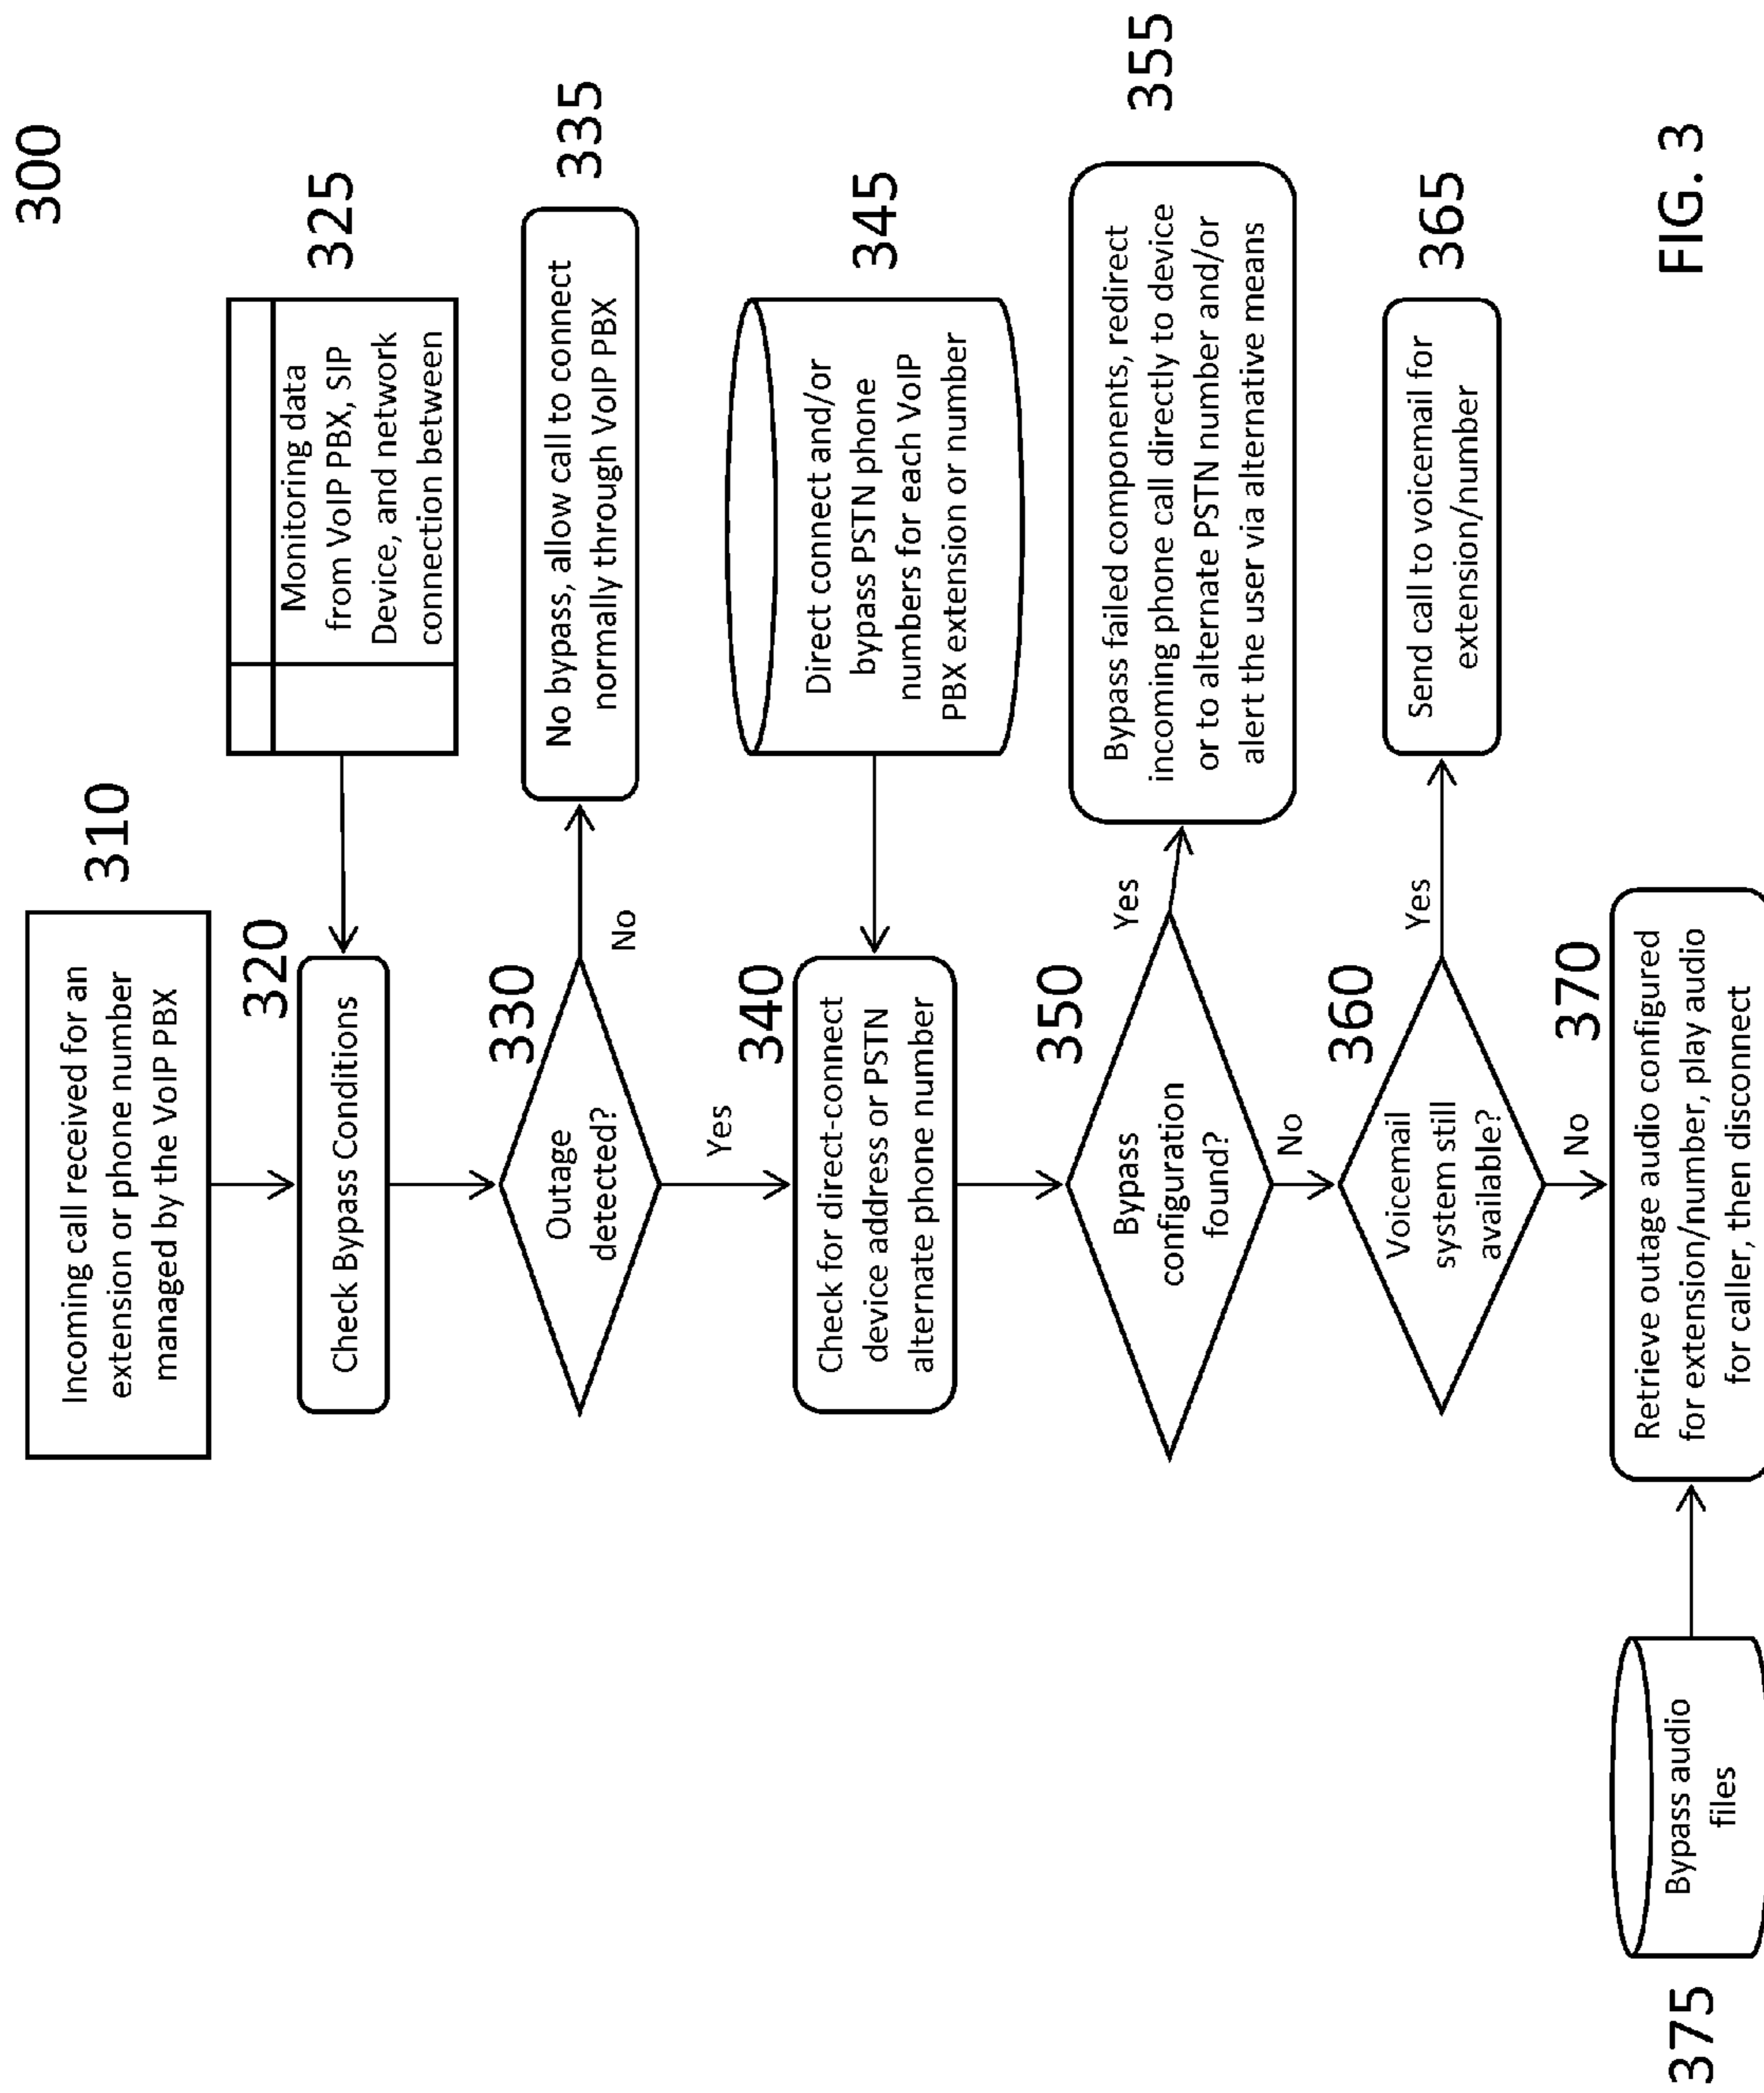 300
310
Incoming call received for an
extension or phone number
managed by the VoIP PBX
320
Check Bypass Conditions
325
Monitoring data
from VoIP PBX, SIP
Device, and network
connection between
330
Outage
detected?
No
335
No bypass, allow call to connect
normally through VoIP PBX
Yes
340
Check for direct-connect
device address or PSTN
alternate phone number
345
Direct connect and/or
bypass PSTN phone
numbers for each VoIP
PBX extension or number
350
Bypass
configuration
found?
Yes
355
Bypass failed components, redirect
incoming phone call directly to device
or to alternate PSTN number and/or
alert the user via alternative means
No
360
Voicemail
system still
available?
Yes
365
Send call to voicemail for
extension/number
No
370
Retrieve outage audio configured
for extension/number, play audio
for caller, then disconnect
375
Bypass audio
files
FIG. 3